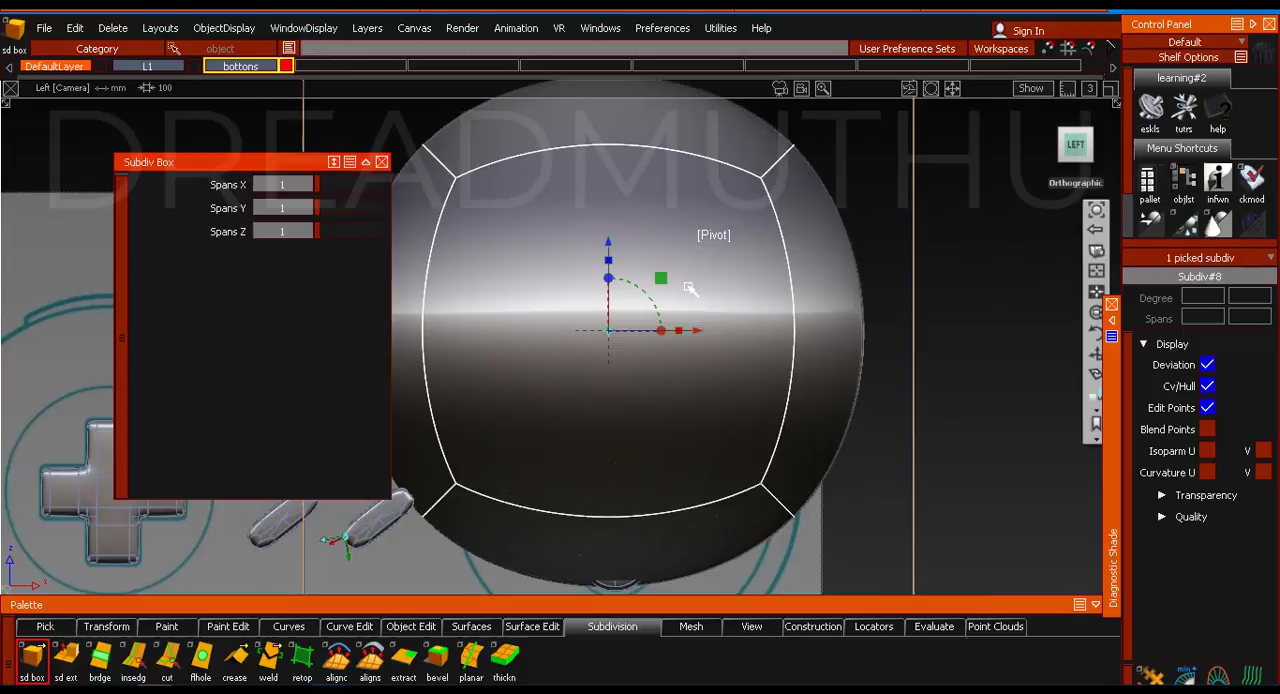 File Edit Delete Layouts ObjectDisplay WindowDisplay Layers Canvas Render Animation VR Windows Preferences Utilities Help
Sign In
sd box Category object User Preference Sets Workspaces
DefaultLayer L1 bottons
Left [Camera] <-> mm 100 Show 3
DREADMUTHU
Subdiv Box
Spans X 1
Spans Y 1
Spans Z 1
[Pivot]
LEFT
Orthographic
z
x
Control Panel
Default
Shelf Options
learning#2
eskls tutrs help
Menu Shortcuts
pallet objlst infwn ckmod
1 picked subdiv
Subdiv#8
Degree
Spans
Display
Deviation
Cv/Hull
Edit Points
Blend Points
Isoparm U V
Curvature U V
Transparency
Quality
Diagnostic Shade
Palette
Pick Transform Paint Paint Edit Curves Curve Edit Object Edit Surfaces Surface Edit Subdivision Mesh View Construction Locators Evaluate Point Clouds
sd box sd ext brdge insedg cut flhole crease weld retop alignc aligns extract bevel planar thickn
min